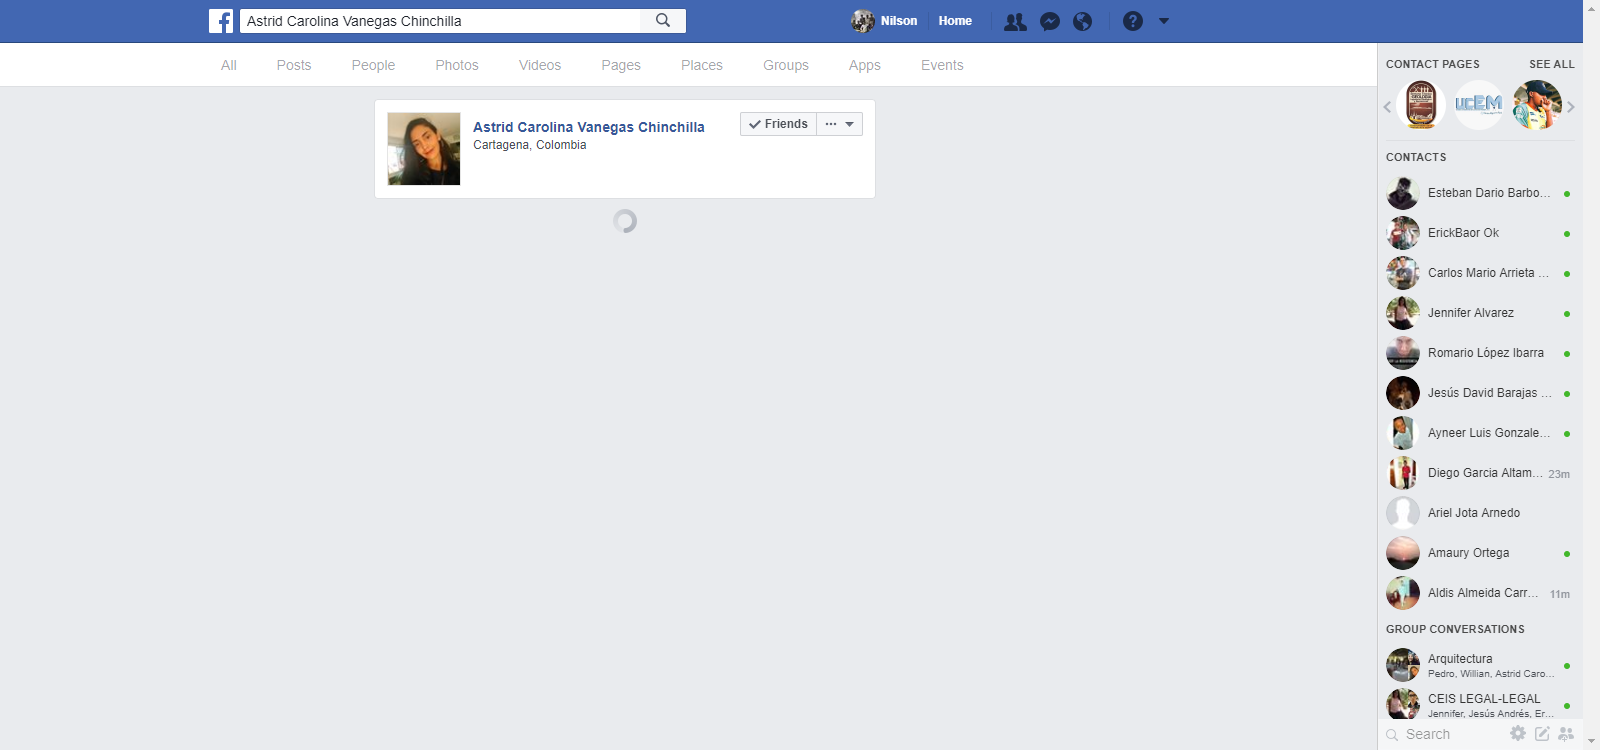 Astrid Carolina Vanegas Chinchilla
Nilson
Home
All
Posts
People
Photos
Videos
Pages
Places
Groups
Apps
Events
Astrid Carolina Vanegas Chinchilla
Cartagena, Colombia
Friends
CONTACT PAGES
SEE ALL
UCEM
CONTACTS
Esteban Dario Barbo...
ErickBaor Ok
Carlos Mario Arrieta ...
Jennifer Alvarez
Romario López Ibarra
Jesús David Barajas ...
Ayneer Luis Gonzale...
Diego Garcia Altam...
23m
Ariel Jota Arnedo
Amaury Ortega
Aldis Almeida Carr...
11m
GROUP CONVERSATIONS
Arquitectura
Pedro, Willian, Astrid Caro...
CEIS LEGAL-LEGAL
Jennifer, Jesús Andrés, Er...
Search